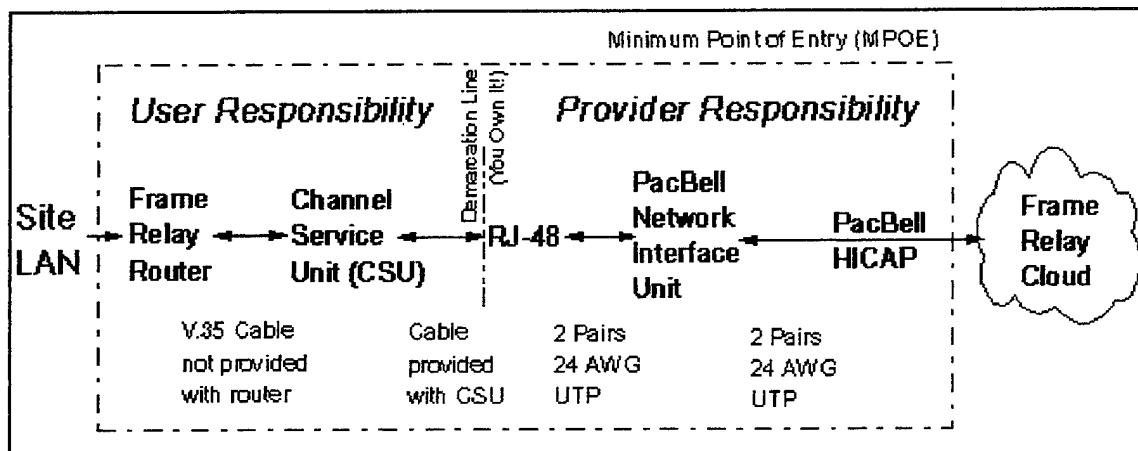 Minimum Point of Entry (MPOE)
User Responsibility
Demarcation Line
(You Own It!)
Provider Responsibility
Site
LAN
Frame
Relay
Router
Channel
Service
Unit (CSU)
RJ-48
PacBell
Network
Interface
Unit
PacBell
HICAP
Frame
Relay
Cloud
V.35 Cable
not provided
with router
Cable
provided
with CSU
2 Pairs
24 AWG
UTP
2 Pairs
24 AWG
UTP